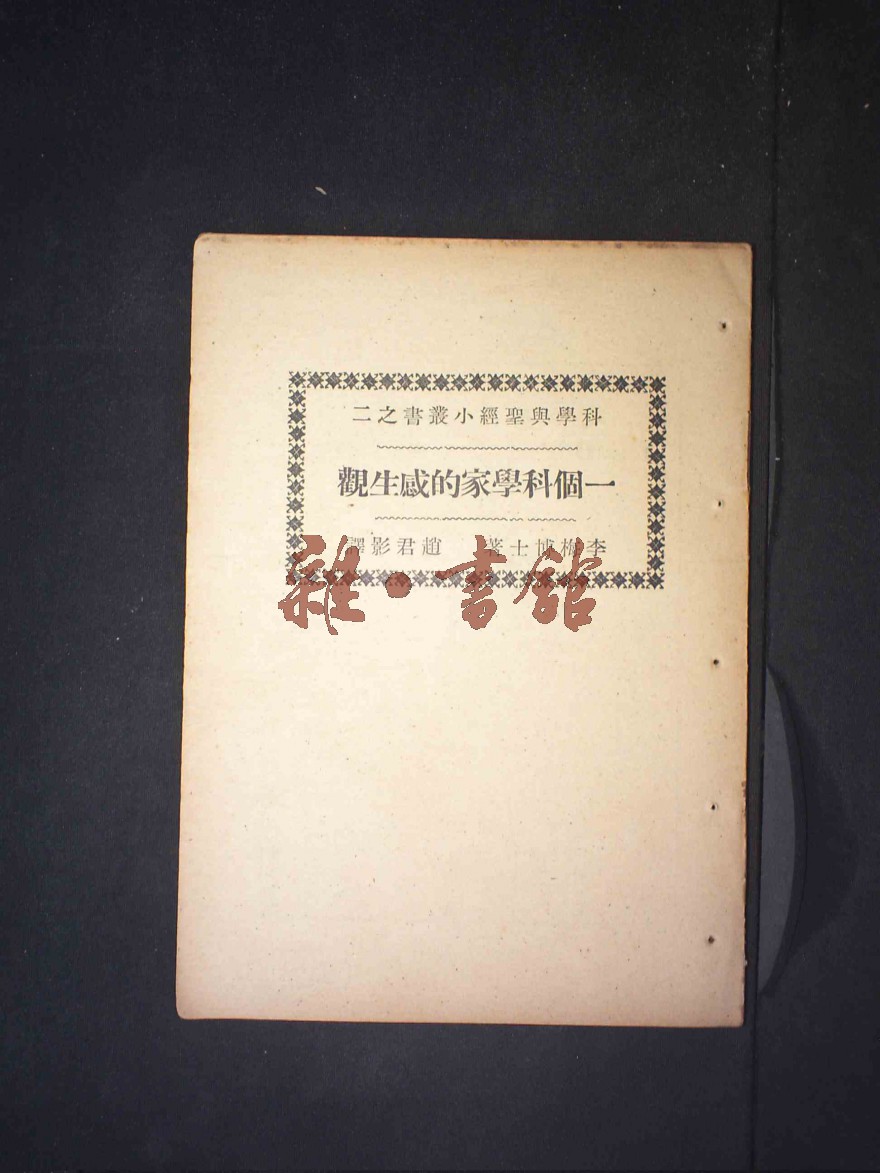 科學與聖經小叢書之二
一個科學家的感生觀
李梅博士著 趙君影譯
雜·書館